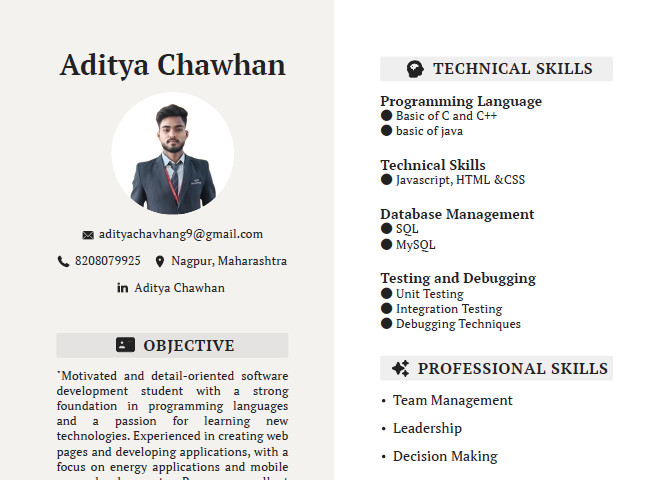 Aditya Chawhan
adityachavhang9@gmail.com
8208079925 Nagpur, Maharashtra
Aditya Chawhan
OBJECTIVE
"Motivated and detail-oriented software
development student with a strong
foundation in programming languages
and a passion for learning new
technologies. Experienced in creating web
pages and developing applications, with a
focus on energy applications and mobile
TECHNICAL SKILLS
Programming Language
● Basic of C and C++
● basic of java
Technical Skills
● Javascript, HTML &CSS
Database Management
● SQL
● MySQL
Testing and Debugging
● Unit Testing
● Integration Testing
● Debugging Techniques
PROFESSIONAL SKILLS
• Team Management
• Leadership
• Decision Making